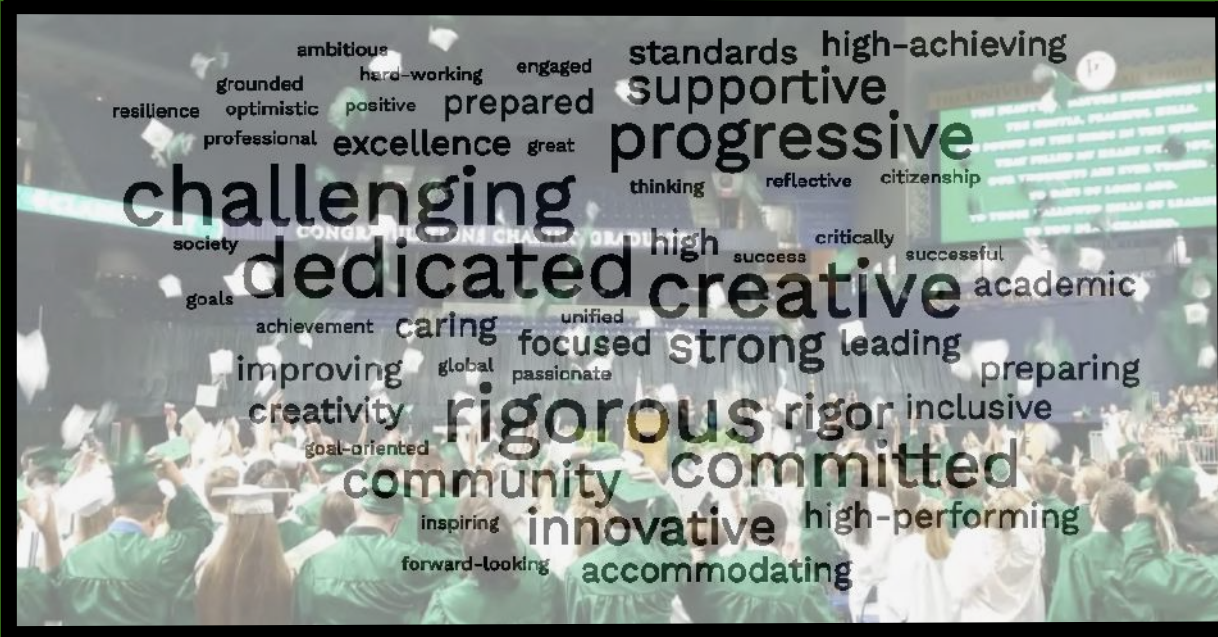 ambitious
standards
high-achieving
hard-working
engaged
grounded
supportive
resilience
optimistic
positive
prepared
professional
excellence
great
progressive
challenging
thinking
reflective
citizenship
CONGRATULATIONS
society
high
critically
dedicated
success
successful
creative
academic
goals
achievement
caring
unified
focused
strong
leading
improving
global
passionate
preparing
creativity
rigorous
rigor
inclusive
goal-oriented
community
committed
inspiring
innovative
high-performing
forward-looking
accommodating